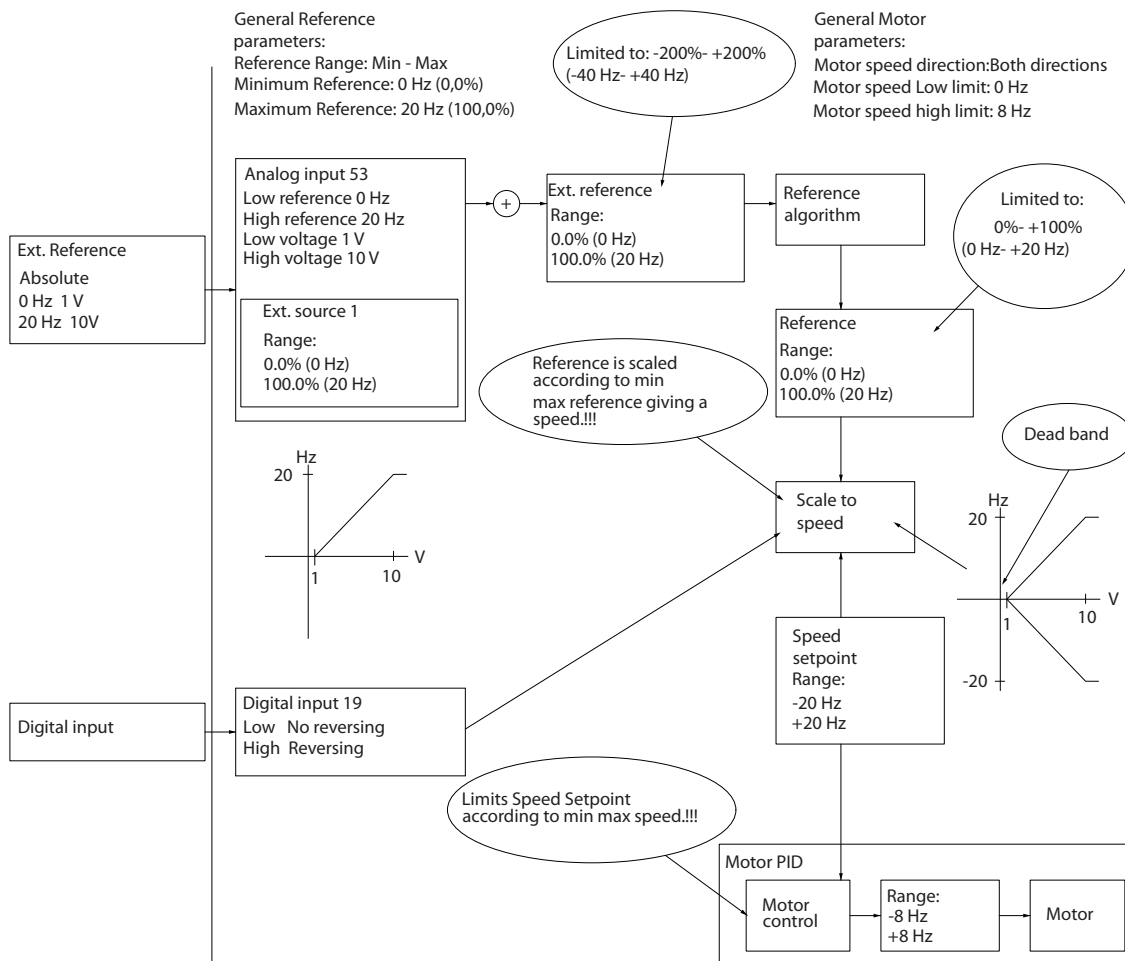 General Reference
parameters:
Reference Range: Min - Max
Minimum Reference: 0 Hz (0,0%)
Maximum Reference: 20 Hz (100,0%)
Limited to: -200%- +200%
(-40 Hz- +40 Hz)
General Motor
parameters:
Motor speed direction:Both directions
Motor speed Low limit: 0 Hz
Motor speed high limit: 8 Hz
Ext. Reference
Absolute
0 Hz 1 V
20 Hz 10V
Analog input 53
Low reference 0 Hz
High reference 20 Hz
Low voltage 1 V
High voltage 10 V
Ext. source 1
Range:
0.0% (0 Hz)
100.0% (20 Hz)
+
Ext. reference
Range:
0.0% (0 Hz)
100.0% (20 Hz)
Reference
algorithm
Limited to:
0%- +100%
(0 Hz- +20 Hz)
Reference
Range:
0.0% (0 Hz)
100.0% (20 Hz)
Reference is scaled
according to min
max reference giving a
speed.!!!
Dead band
Hz
20
1
10
V
Scale to
speed
Hz
20
V
1
10
-20
Speed
setpoint
Range:
-20 Hz
+20 Hz
Digital input
Digital input 19
Low No reversing
High Reversing
Limits Speed Setpoint
according to min max speed.!!!
Motor PID
Motor
control
Range:
-8 Hz
+8 Hz
Motor